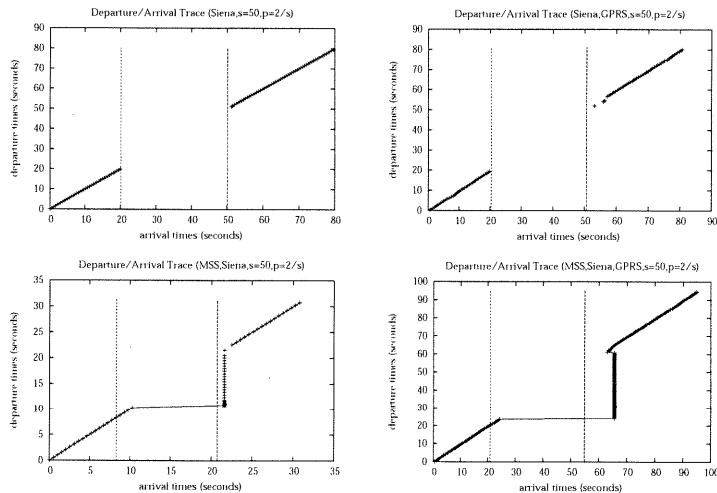 Departure/Arrival Trace (Siena,s=50,p=2/s)
90
80
70
60
50
40
30
20
10
0
departure times (seconds)
0 10 20 30 40 50 60 70 80
arrival times (seconds)
Departure/Arrival Trace (Siena,GPRS,s=50,p=2/s)
90
80
70
60
50
40
30
20
10
0
departure times (seconds)
0 10 20 30 40 50 60 70 80 90
arrival times (seconds)
Departure/Arrival Trace (MSS,Siena,s=50,p=2/s)
35
30
25
20
15
10
5
0
departure times (seconds)
0 5 10 15 20 25 30 35
arrival times (seconds)
Departure/Arrival Trace (MSS,Siena,GPRS,s=50,p=2/s)
100
90
80
70
60
50
40
30
20
10
0
departure times (seconds)
0 10 20 30 40 50 60 70 80 90 100
arrival times (seconds)